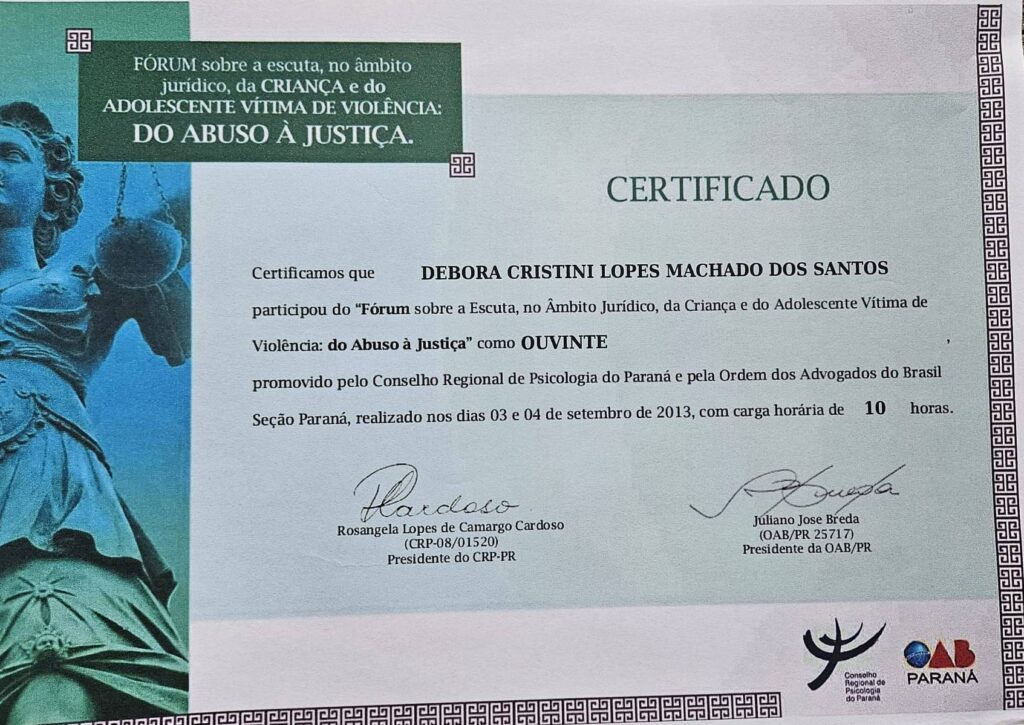 FÓRUM sobre a escuta, no âmbito
jurídico, da CRIANÇA e do
ADOLESCENTE VÍTIMA DE VIOLÊNCIA:
DO ABUSO À JUSTIÇA.
CERTIFICADO
Certificamos que DEBORA CRISTINI LOPES MACHADO DOS SANTOS
participou do "Fórum sobre a Escuta, no Âmbito Jurídico, da Criança e do Adolescente Vítima de
Violência: do Abuso à Justiça" como OUVINTE ,
promovido pelo Conselho Regional de Psicologia do Paraná e pela Ordem dos Advogados do Brasil
Seção Paraná, realizado nos dias 03 e 04 de setembro de 2013, com carga horária de 10 horas.
Rosangela Lopes de Camargo Cardoso
(CRP-08/01520)
Presidente do CRP-PR
Juliano Jose Breda
(OAB/PR 25717)
Presidente da OAB/PR
Conselho
Regional de
Psicologia
do Paraná
OAB
PARANÁ